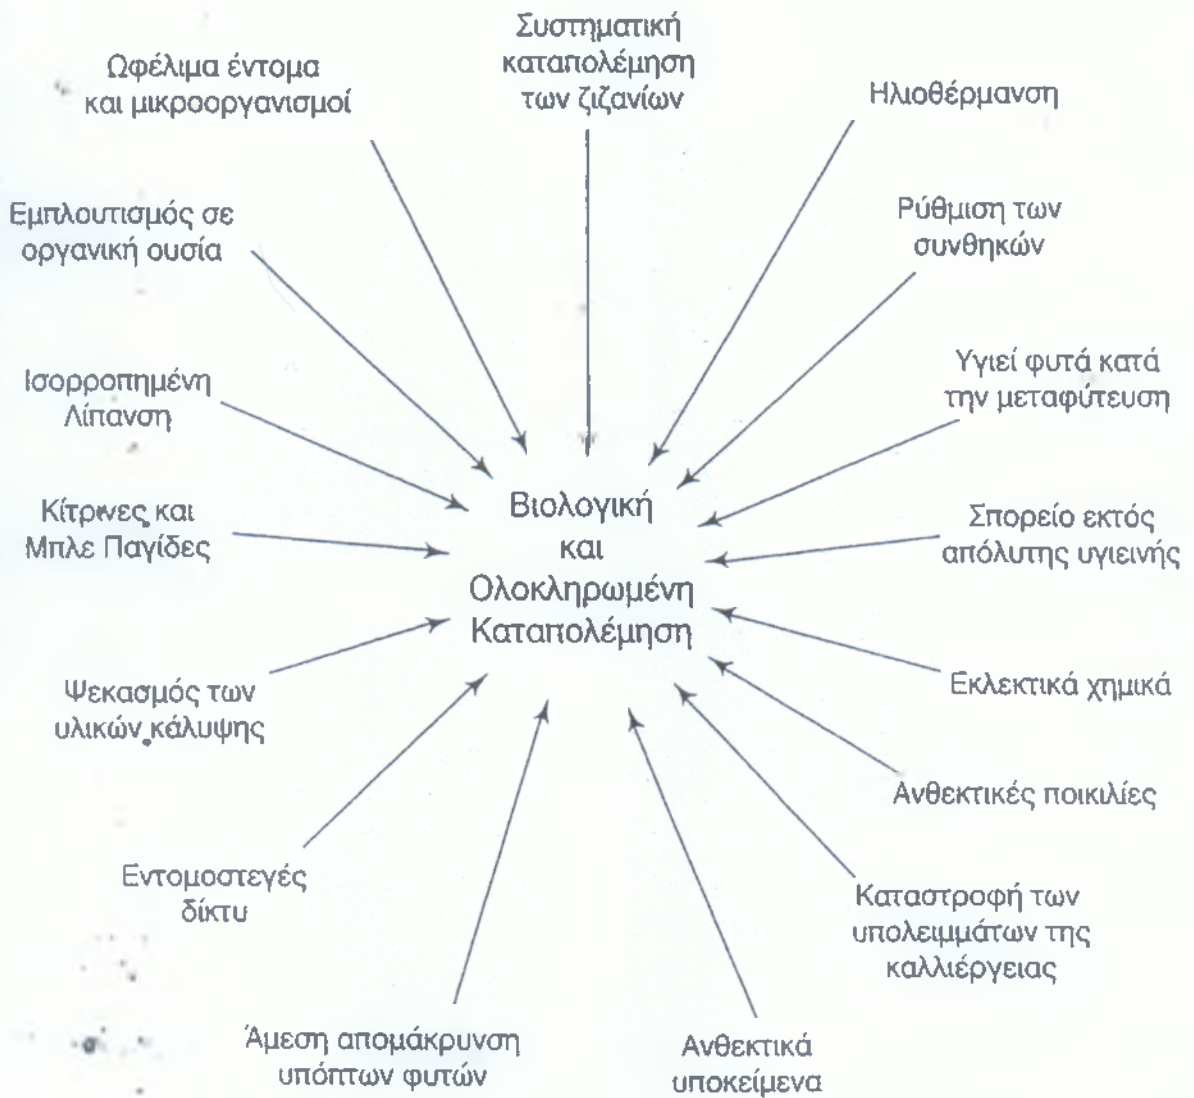 Συστηματική
καταπολέμηση
των ζιζανίων
Ωφέλιμα έντομα
και μικροοργανισμοί
Ηλιοθέρμανση
Εμπλουτισμός σε
οργανική ουσία
Ρύθμιση των
συνθηκών
Ισορροπημένη
Λίπανση
Υγιεί φυτά κατά
την μεταφύτευση
Κίτρινες και
Μπλε Παγίδες
Βιολογική
και
Ολοκληρωμένη
Καταπολέμηση
Σπορείο εκτός
απόλυτης υγιεινής
Ψεκασμός των
υλικών κάλυψης
Εκλεκτικά χημικά
Ανθεκτικές ποικιλίες
Εντομοστεγές
δίκτυ
Καταστροφή των
υπολειμμάτων της
καλλιέργειας
Άμεση απομάκρυνση
υπόπτων φυτών
Ανθεκτικά
υποκείμενα